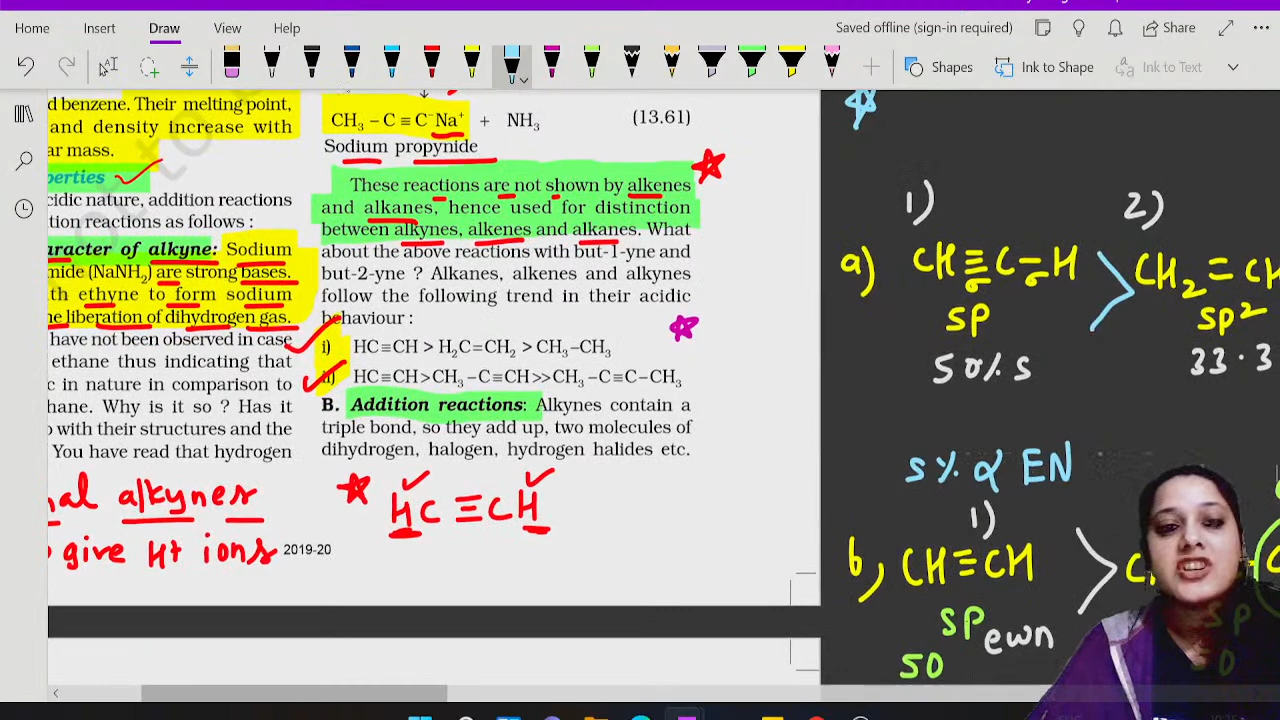 Home Insert Draw View Help
Saved offline (sign-in required) Share
Shapes Ink to Shape Ink to Text
d benzene. Their melting point,
and density increase with
ar mass.
perties
cidic nature, addition reactions
tion reactions as follows :
aracter of alkyne: Sodium
mide (NaNH₂) are strong bases.
th ethyne to form sodium
ne liberation of dihydrogen gas.
have not been observed in case
ethane thus indicating that
c in nature in comparison to
hane. Why is it so ? Has it
o with their structures and the
You have read that hydrogen
nal alkynes
give H+ ions
CH₃ – C ≡ C⁻Na⁺ + NH₃ (13.61)
Sodium propynide
These reactions are not shown by alkenes
and alkanes, hence used for distinction
between alkynes, alkenes and alkanes. What
about the above reactions with but-1-yne and
but-2-yne ? Alkanes, alkenes and alkynes
follow the following trend in their acidic
behaviour :
i) HC≡CH > H₂C=CH₂ > CH₃–CH₃
ii) HC≡CH>CH₃ –C≡CH>>CH₃ –C≡C–CH₃
B. Addition reactions: Alkynes contain a
triple bond, so they add up, two molecules of
dihydrogen, halogen, hydrogen halides etc.
HC ≡ CH
2019-20
1) 2)
a) CH ≡ C – H > CH₂ = CH
SP SP²
50% S 33.3
S% α EN
1)
b) CH ≡ CH > C
SP SP
ewn
50